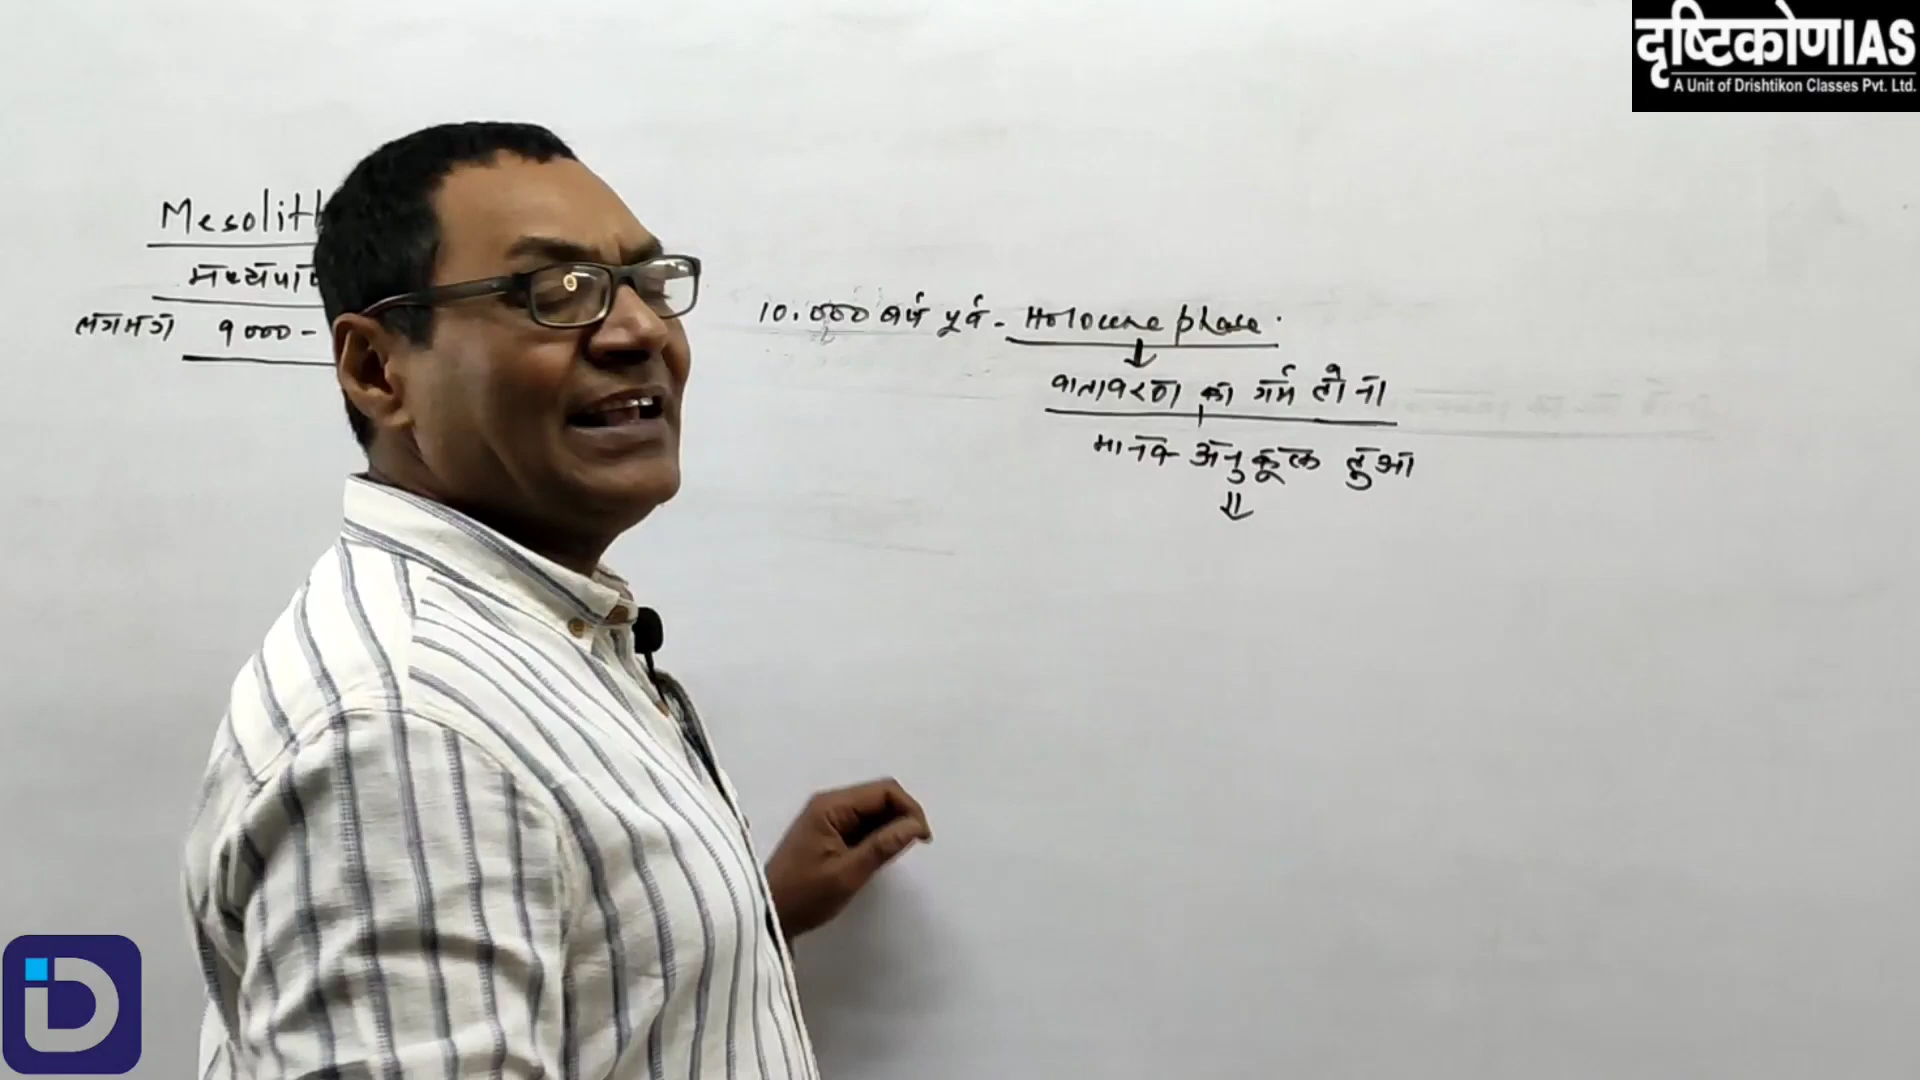 दृष्टिकोणIAS
A Unit of Drishtikon Classes Pvt. Ltd.
Mesolith
मध्यपा
लगभग 9000-
10.000 वर्ष पूर्व - Holocene phase.
वातावरण का गर्म होना
मानव अनुकूल हुआ